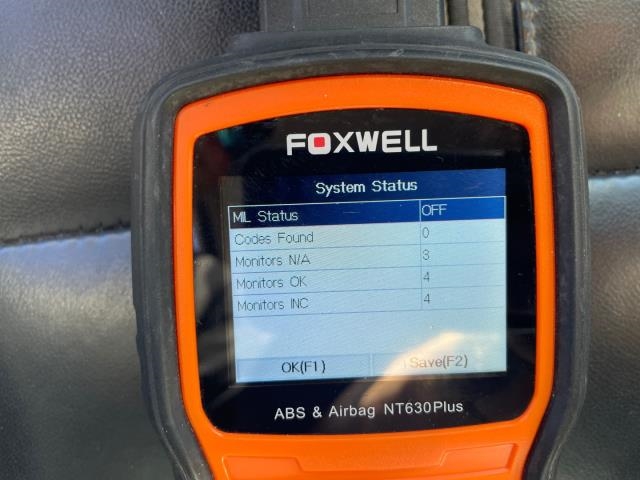 FOXWELL
System Status
MIL Status OFF
Codes Found 0
Monitors N/A 3
Monitors OK 4
Monitors INC 4
OK(F1) Save(F2)
ABS & Airbag NT630Plus